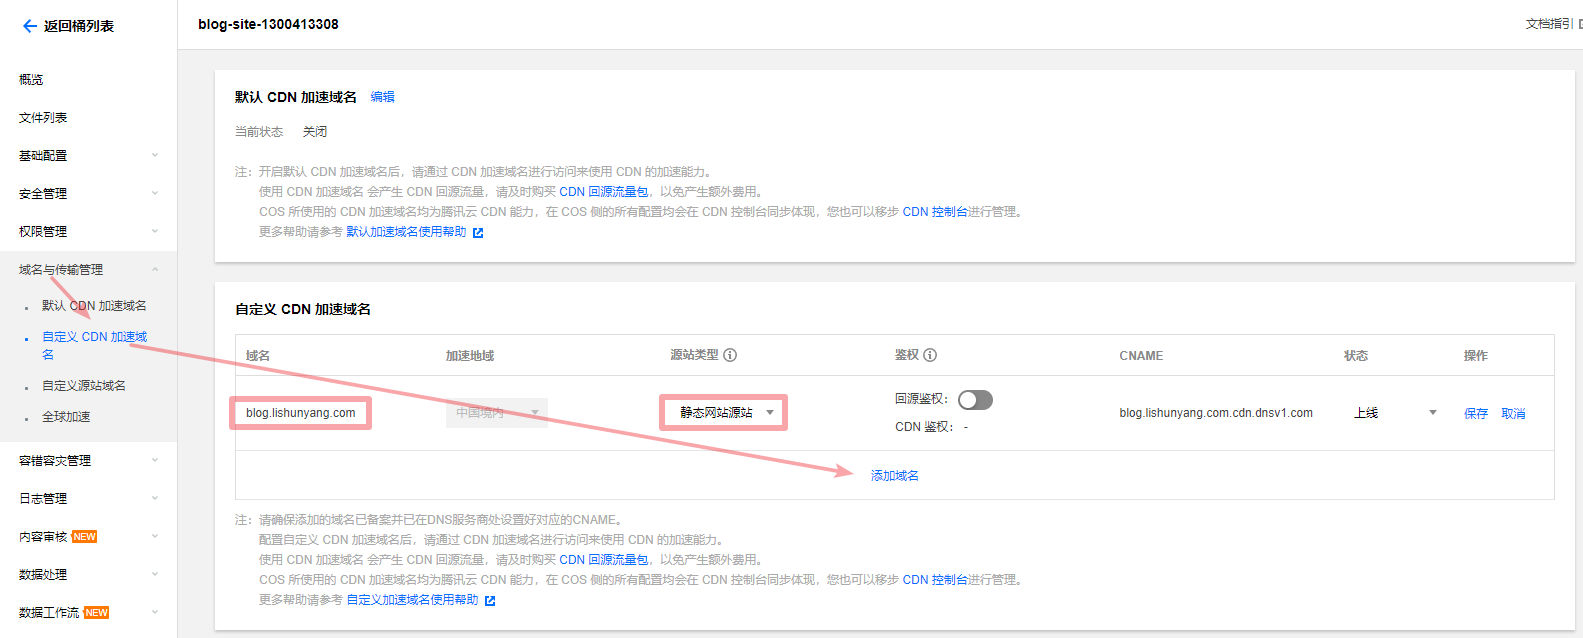 返回桶列表
blog-site-1300413308
文档指引
概览
文件列表
基础配置
安全管理
权限管理
域名与传输管理
默认 CDN 加速域名
自定义 CDN 加速域
名
自定义源站域名
全球加速
容错容灾管理
日志管理
内容审核 NEW
数据处理
数据工作流 NEW
默认 CDN 加速域名 编辑
当前状态 关闭
注：开启默认 CDN 加速域名后，请通过 CDN 加速域名进行访问来使用 CDN 的加速能力。
使用 CDN 加速域名 会产生 CDN 回源流量，请及时购买 CDN 回源流量包，以免产生额外费用。
COS 所使用的 CDN 加速域名均为腾讯云 CDN 能力，在 COS 侧的所有配置均会在 CDN 控制台同步体现，您也可以移步 CDN 控制台进行管理。
更多帮助请参考 默认加速域名使用帮助
自定义 CDN 加速域名
域名 加速地域 源站类型 鉴权 CNAME 状态 操作
blog.lishunyang.com 中国境内 静态网站源站 回源鉴权： blog.lishunyang.com.cdn.dnsv1.com 上线 保存 取消
CDN 鉴权： -
添加域名
注：请确保添加的域名已备案并已在DNS服务商处设置好对应的CNAME。
配置自定义 CDN 加速域名后，请通过 CDN 加速域名进行访问来使用 CDN 的加速能力。
使用 CDN 加速域名 会产生 CDN 回源流量，请及时购买 CDN 回源流量包，以免产生额外费用。
COS 所使用的 CDN 加速域名均为腾讯云 CDN 能力，在 COS 侧的所有配置均会在 CDN 控制台同步体现，您也可以移步 CDN 控制台进行管理。
更多帮助请参考 自定义加速域名使用帮助